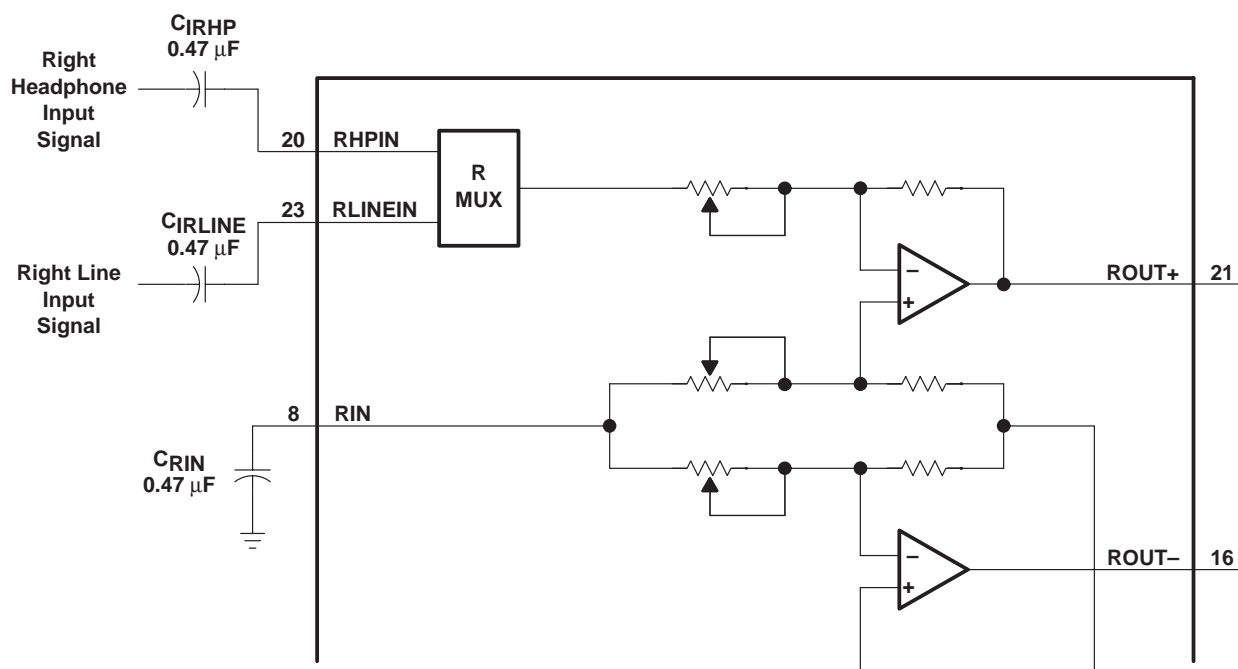 CIRHP
0.47 μF
Right
Headphone
Input
Signal
20
RHPIN
R
MUX
23
RLINEIN
CIRLINE
0.47 μF
Right Line
Input
Signal
−
+
ROUT+
21
8
RIN
CRIN
0.47 μF
−
+
ROUT−
16